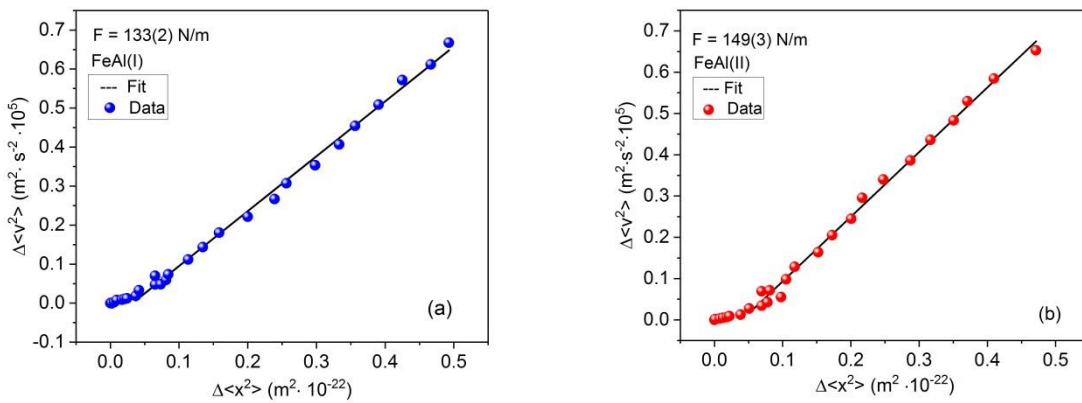 F = 133(2) N/m
FeAl(I)
--- Fit
Data
0.7
0.6
0.5
0.4
0.3
0.2
0.1
0.0
-0.1
Δ<v²> (m²· s⁻² ·10⁵)
(a)
0.0 0.1 0.2 0.3 0.4 0.5
Δ<x²> (m²· 10⁻²²)
F = 149(3) N/m
FeAl(II)
--- Fit
Data
0.7
0.6
0.5
0.4
0.3
0.2
0.1
0.0
Δ<v²> (m²·s⁻²·10⁵)
(b)
0.0 0.1 0.2 0.3 0.4 0.5
Δ<x²> (m² ·10⁻²²)